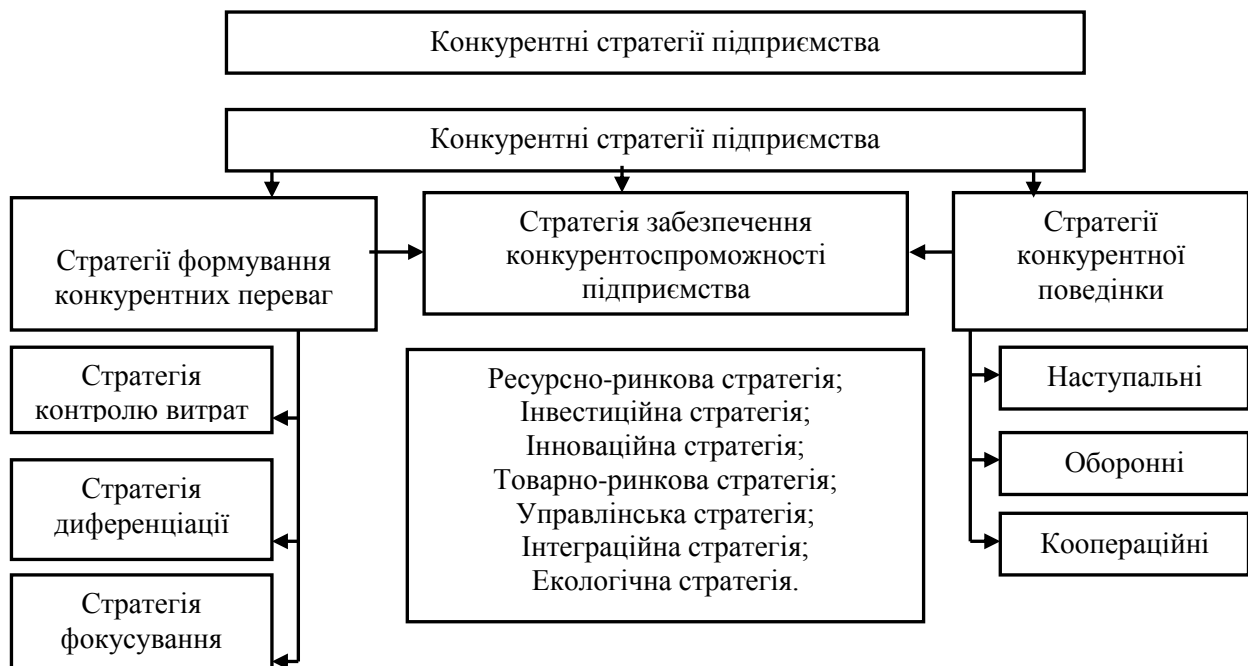 Конкурентні стратегії підприємства
Конкурентні стратегії підприємства
Стратегії формування
конкурентних переваг
Стратегія забезпечення
конкурентоспроможності
підприємства
Стратегії
конкурентної
поведінки
Стратегія
контролю витрат
Стратегія
диференціації
Стратегія
фокусування
Ресурсно-ринкова стратегія;
Інвестиційна стратегія;
Інноваційна стратегія;
Товарно-ринкова стратегія;
Управлінська стратегія;
Інтеграційна стратегія;
Екологічна стратегія.
Наступальні
Оборонні
Коопераційні